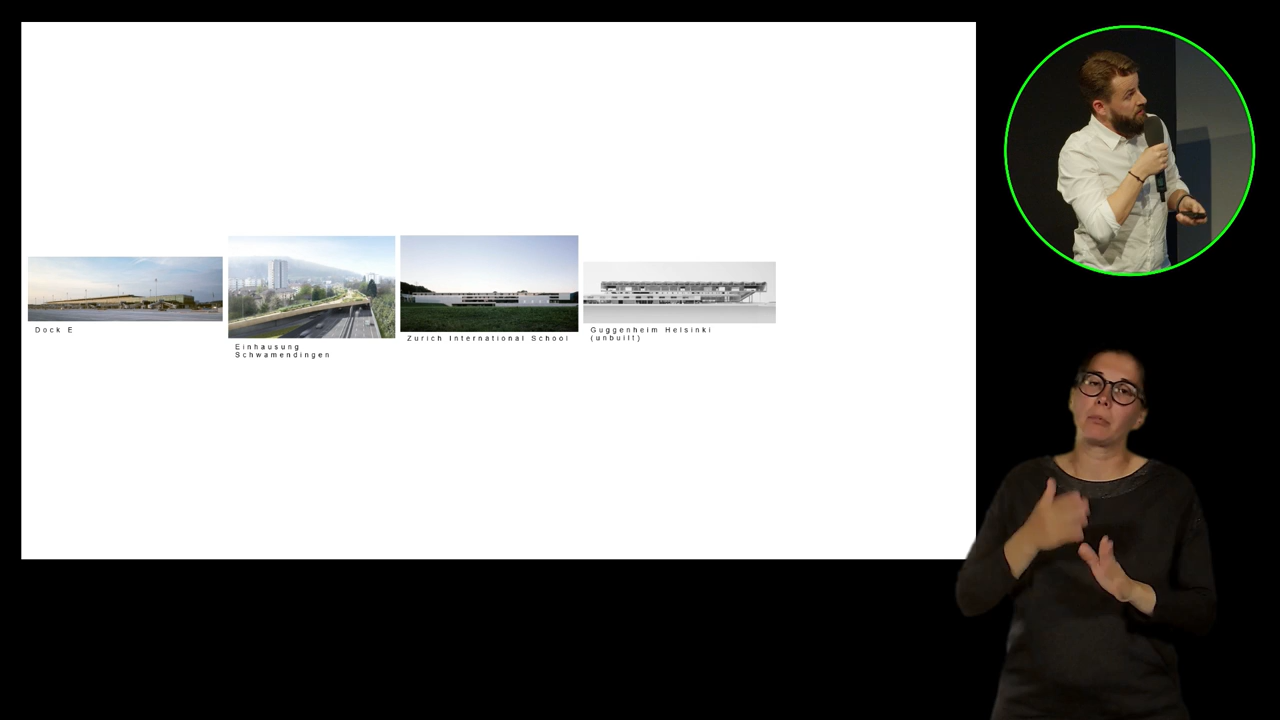 Dock E
Einhausung
Schwamendingen
Zurich International School
Guggenheim Helsinki
(unbuilt)